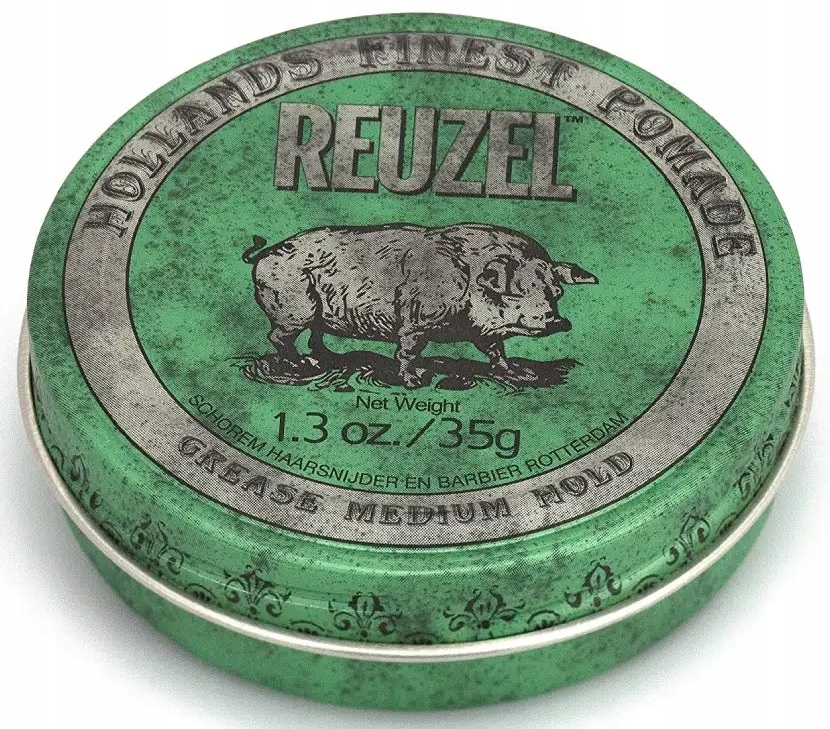 HOLLANDS FINEST POMADE
REUZEL™
Net Weight
1.3 oz./35g
SCHOREM HAARSNIJDER EN BARBIER ROTTERDAM
GREASE MEDIUM HOLD